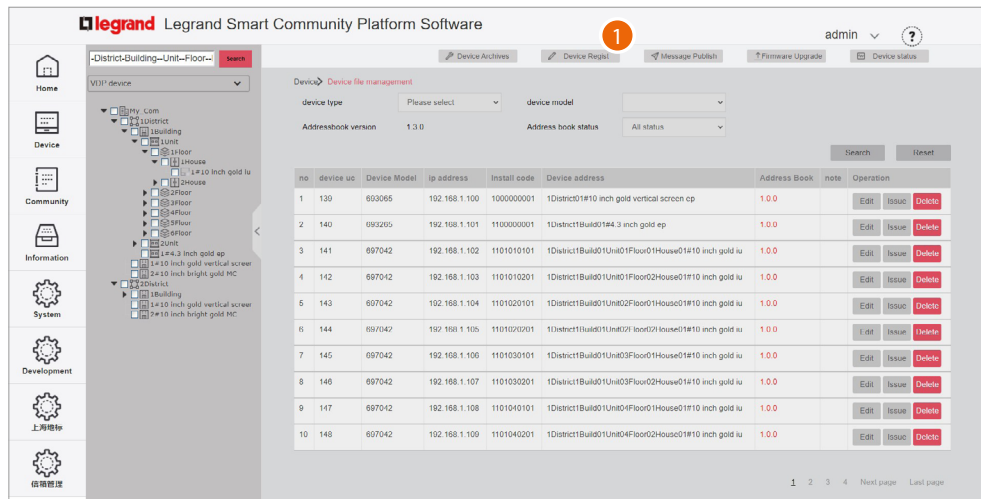 legrand Legrand Smart Community Platform Software
1
admin
?
-District-Building--Unit--Floor--
Search
Device Archives
Device Regist
Message Publish
Firmware Upgrade
Device status
Home
Device
Community
Information
System
Development
上海地标
信箱管理
VDP device
My_Com
1District
1Building
1Unit
1Floor
1House
1#10 inch gold iu
2House
2Floor
3Floor
4Floor
5Floor
6Floor
2Unit
1#4.3 inch gold ep
1#10 inch gold vertical screer
2#10 inch bright gold MC
2District
1Building
1#10 inch gold vertical screer
2#10 inch bright gold MC
Device Device file management
device type Please select device model
Addressbook version 1.3.0 Address book status All status
Search Reset
no device uc Device Model ip address Install code Device address Address Book note Operation
1 139 693065 192.168.1.100 1000000001 1District01#10 inch gold vertical screen ep 1.0.0 Edit Issue Delete
2 140 693265 192.168.1.101 1100000001 1District1Build01#4.3 inch gold ep 1.0.0 Edit Issue Delete
3 141 697042 192.168.1.102 1101010101 1District1Build01Unit01Floor01House01#10 inch gold iu 1.0.0 Edit Issue Delete
4 142 697042 192.168.1.103 1101010201 1District1Build01Unit01Floor02House01#10 inch gold iu 1.0.0 Edit Issue Delete
5 143 697042 192.168.1.104 1101020101 1District1Build01Unit02Floor01House01#10 inch gold iu 1.0.0 Edit Issue Delete
6 144 697042 192.168.1.105 1101020201 1District1Build01Unit02Floor02House01#10 inch gold iu 1.0.0 Edit Issue Delete
7 145 697042 192.168.1.106 1101030101 1District1Build01Unit03Floor01House01#10 inch gold iu 1.0.0 Edit Issue Delete
8 146 697042 192.168.1.107 1101030201 1District1Build01Unit03Floor02House01#10 inch gold iu 1.0.0 Edit Issue Delete
9 147 697042 192.168.1.108 1101040101 1District1Build01Unit04Floor01House01#10 inch gold iu 1.0.0 Edit Issue Delete
10 148 697042 192.168.1.109 1101040201 1District1Build01Unit04Floor02House01#10 inch gold iu 1.0.0 Edit Issue Delete
1 2 3 4 Next page Last page